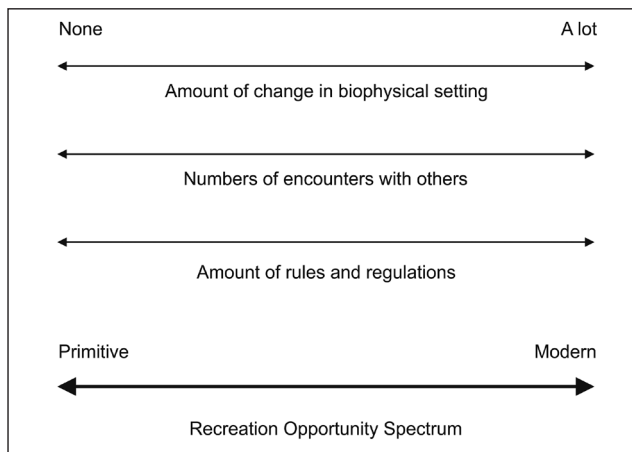 None A lot
Amount of change in biophysical setting
Numbers of encounters with others
Amount of rules and regulations
Primitive Modern
Recreation Opportunity Spectrum